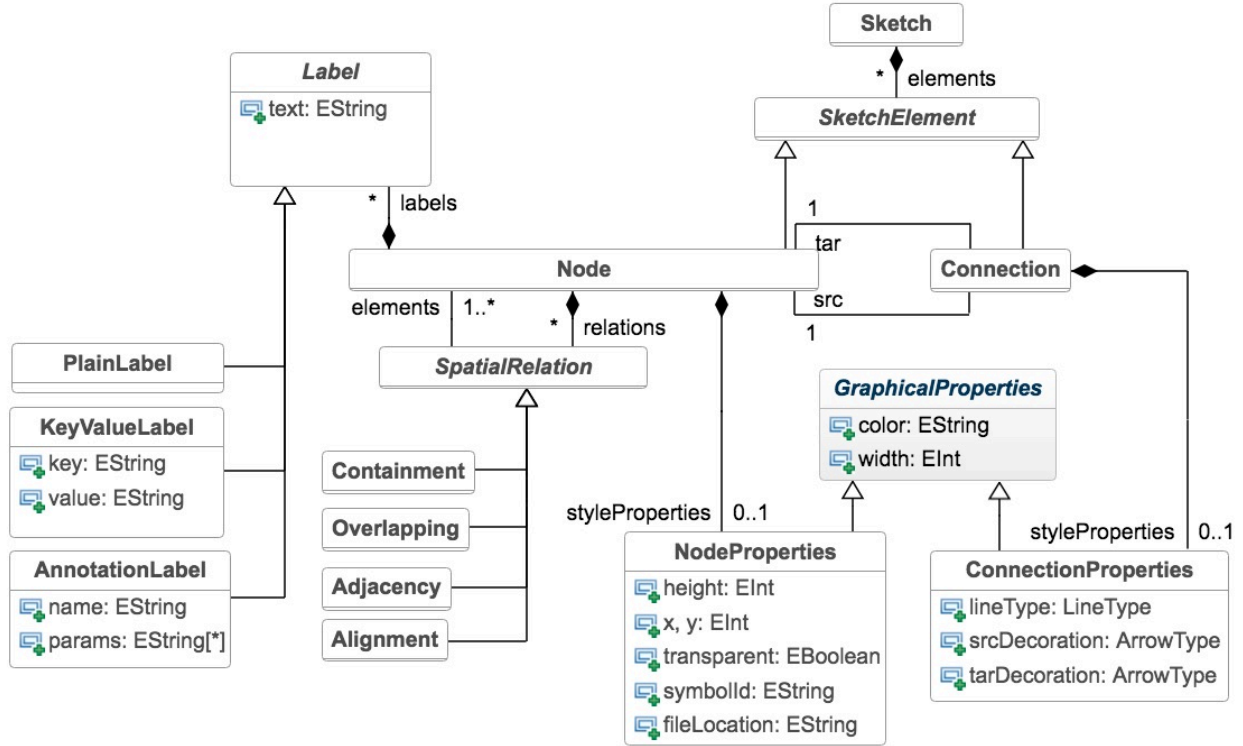 Sketch
* elements
SketchElement
Label
text: EString
* labels
1
tar
Node
Connection
src
1
elements 1..*
* relations
SpatialRelation
PlainLabel
KeyValueLabel
key: EString
value: EString
AnnotationLabel
name: EString
params: EString[*]
Containment
Overlapping
Adjacency
Alignment
GraphicalProperties
color: EString
width: EInt
styleProperties 0..1
NodeProperties
height: EInt
x, y: EInt
transparent: EBoolean
symbolId: EString
fileLocation: EString
styleProperties 0..1
ConnectionProperties
lineType: LineType
srcDecoration: ArrowType
tarDecoration: ArrowType